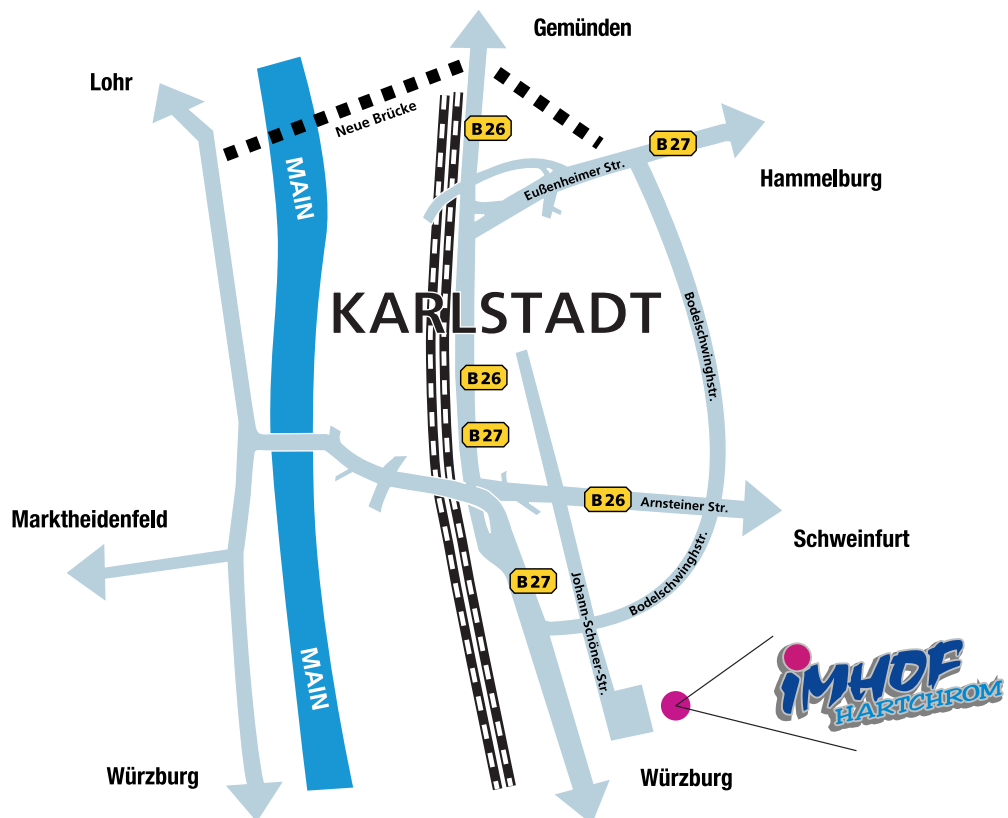 Gemünden
Lohr
Neue Brücke
B 26
B 27
Eußenheimer Str.
Hammelburg
MAIN
KARLSTADT
Bodelschwinghstr.
B 26
B 27
B 26
Arnsteiner Str.
Marktheidenfeld
Schweinfurt
B 27
Johann-Schöner-Str.
Bodelschwinghstr.
MAIN
IMHOF
HARTCHROM
Würzburg
Würzburg